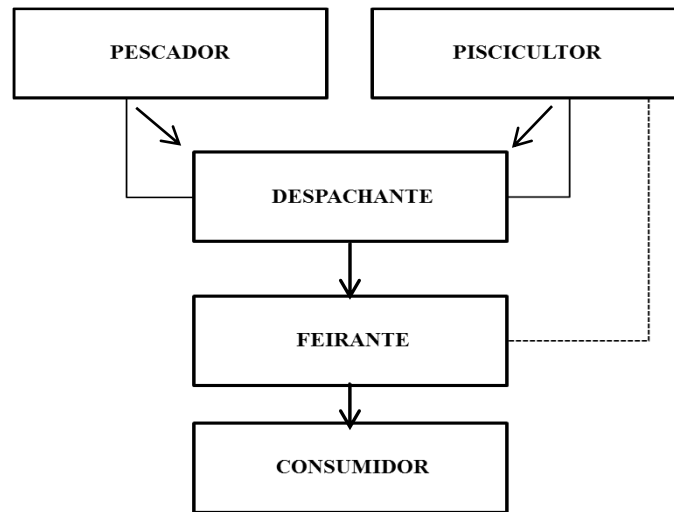 PESCADOR
PISCICULTOR
DESPACHANTE
FEIRANTE
CONSUMIDOR